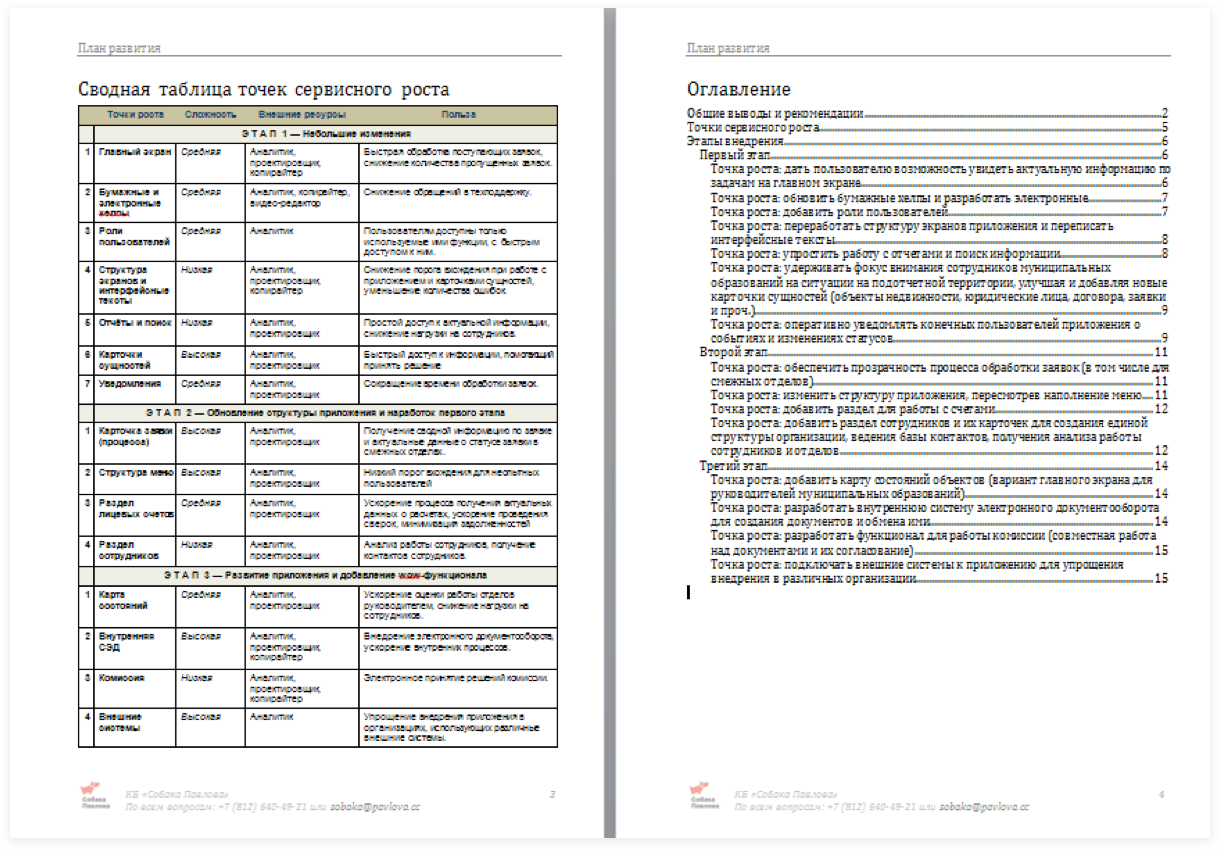 План развития
Сводная таблица точек сервисного роста
Точки роста Сложность Внешние ресурсы Польза
Э Т А П 1 — Небольшие изменения
1 Главный экран Средняя Аналитик, Быстрая обработка поступающих заявок,
проектировщик, снижение количества пропущенных заявок.
копирайтер
2 Бумажные и Средняя Аналитик, копирайтер, Снижение обращений в техподдержку.
электронные видео-редактор
хелпы
3 Роли Средняя Аналитик Пользователям доступны только
пользователей используемые ими функции, с быстрым
доступом к ним.
4 Структура Низкая Аналитик, Снижение порога вхождения при работе с
экранов и проектировщик, приложением и карточками сущностей,
интерфейсные копирайтер уменьшение количества ошибок.
тексты
5 Отчёты и поиск Низкая Аналитик, Простой доступ к актуальной информации,
проектировщик снижение нагрузки на сотрудников.
6 Карточки Высокая Аналитик, Быстрый доступ к информации, помогающий
сущностей проектировщик принять решение
7 Уведомления Средняя Аналитик, Сокращение времени обработки заявок.
проектировщик
Э Т А П 2 — Обновление структуры приложения и наработок первого этапа
1 Карточка заявки Высокая Аналитик, Получение сводной информацию по заявке
(процесса) проектировщик и актуальные данные о статусе заявки в
смежных отделах.
2 Структура меню Высокая Аналитик, Низкий порог вхождения для неопытных
проектировщик пользователей
3 Раздел Средняя Аналитик, Ускорение процесса получения актуальных
лицевых счетов проектировщик данных о расчетах, ускорение проведения
сверок, минимизация задолженностей
4 Раздел Низкая Аналитик, Анализ работы сотрудников, получение
сотрудников проектировщик контактов сотрудников.
Э Т А П 3 — Развитие приложения и добавление wow-функционала
1 Карта Средняя Аналитик, Ускорение оценки работы отделов
состояний проектировщик руководителем, снижение нагрузки на
сотрудников.
2 Внутренняя Высокая Аналитик, Внедрение электронного документооборота,
СЭД проектировщик, ускорение внутренних процессов.
копирайтер
3 Комиссия Низкая Аналитик, Электронное принятие решений комиссии.
проектировщик,
копирайтер
4 Внешние Высокая Аналитик Упрощение внедрения приложения в
системы организациях, использующих различные
внешние системы.
Собака Павлова
КБ «Собака Павлова» 3
По всем вопросам: +7 (812) 640-49-21 или sobaka@pavlova.cc
План развития
Оглавление
Общие выводы и рекомендации 2
Точки сервисного роста 5
Этапы внедрения 6
Первый этап 6
Точка роста: дать пользователю возможность увидеть актуальную информацию по
задачам на главном экране 6
Точка роста: обновить бумажные хелпы и разработать электронные 7
Точка роста: добавить роли пользователей 7
Точка роста: переработать структуру экранов приложения и переписать
интерфейсные тексты 8
Точка роста: упростить работу с отчетами и поиск информации 8
Точка роста: удерживать фокус внимания сотрудников муниципальных
образований на ситуации на подотчетной территории, улучшая и добавляя новые
карточки сущностей (объекты недвижности, юридические лица, договора, заявки
и проч.) 9
Точка роста: оперативно уведомлять конечных пользователей приложения о
событиях и изменениях статусов 9
Второй этап 11
Точка роста: обеспечить прозрачность процесса обработки заявок (в том числе для
смежных отделов) 11
Точка роста: изменить структуру приложения, пересмотрев наполнение меню 11
Точка роста: добавить раздел для работы с счетами 12
Точка роста: добавить раздел сотрудников и их карточек для создания единой
структуры организации, ведения базы контактов, получения анализа работы
сотрудников и отделов 12
Третий этап 14
Точка роста: добавить карту состояний объектов (вариант главного экрана для
руководителей муниципальных образований) 14
Точка роста: разработать внутреннюю систему электронного документооборота
для создания документов и обмена ими 14
Точка роста: разработать функционал для работы комиссии (совместная работа
над документами и их согласование) 15
Точка роста: подключать внешние системы к приложению для упрощения
внедрения в различных организации 15
Собака Павлова
КБ «Собака Павлова» 4
По всем вопросам: +7 (812) 640-49-21 или sobaka@pavlova.cc